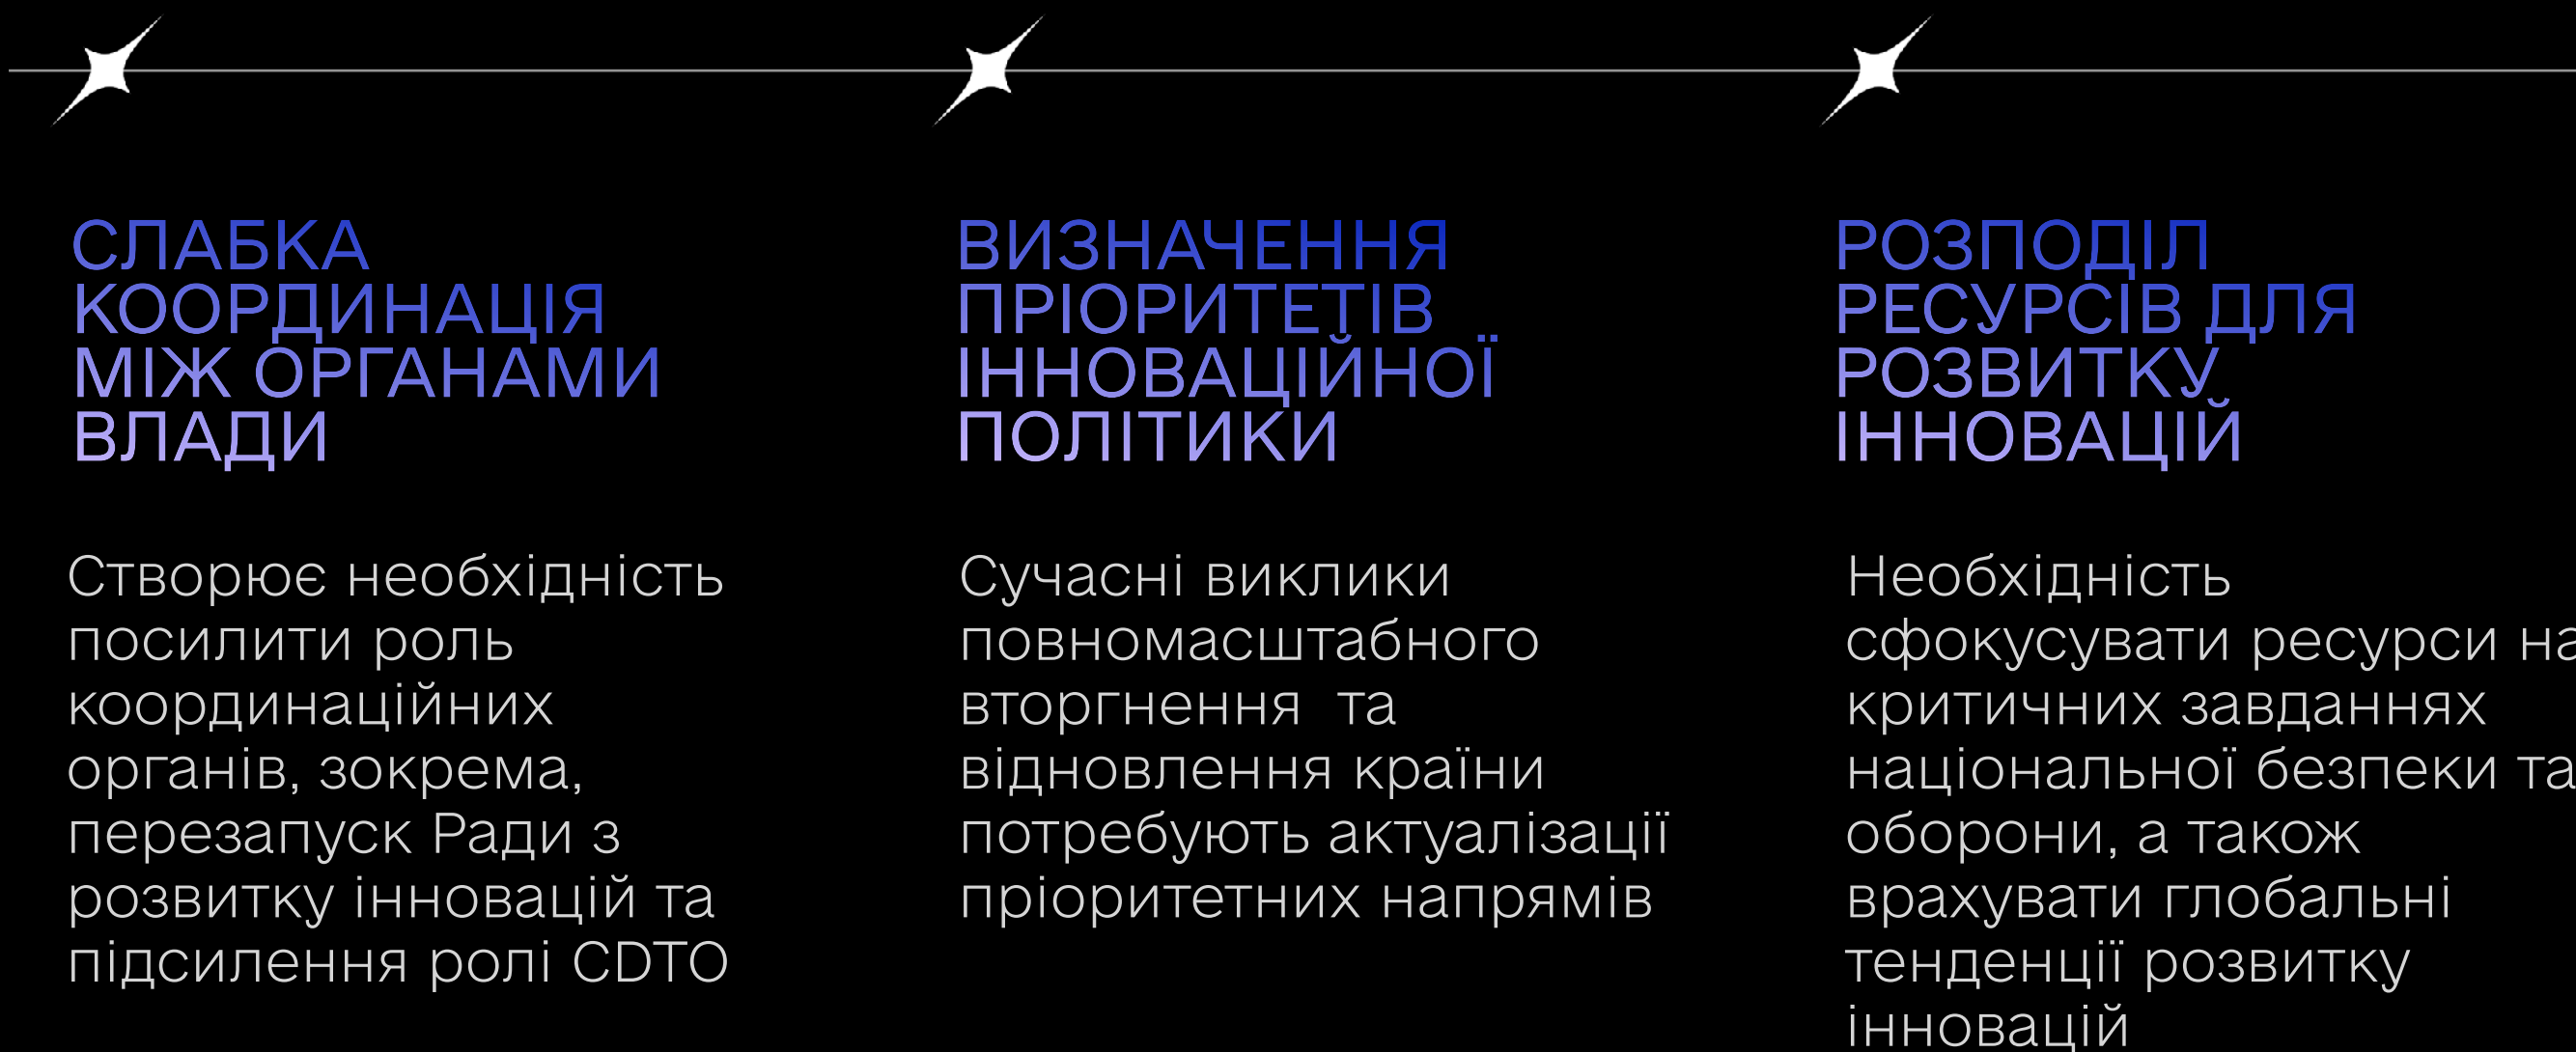 СЛАБКА
КООРДИНАЦІЯ
МІЖ ОРГАНАМИ
ВЛАДИ
Створює необхідність
посилити роль
координаційних
органів, зокрема,
перезапуск Ради з
розвитку інновацій та
підсилення ролі CDTO
ВИЗНАЧЕННЯ
ПРІОРИТЕТІВ
ІННОВАЦІЙНОЇ
ПОЛІТИКИ
Сучасні виклики
повномасштабного
вторгнення та
відновлення країни
потребують актуалізації
пріоритетних напрямів
РОЗПОДІЛ
РЕСУРСІВ ДЛЯ
РОЗВИТКУ
ІННОВАЦІЙ
Необхідність
сфокусувати ресурси на
критичних завданнях
національної безпеки та
оборони, а також
врахувати глобальні
тенденції розвитку
інновацій